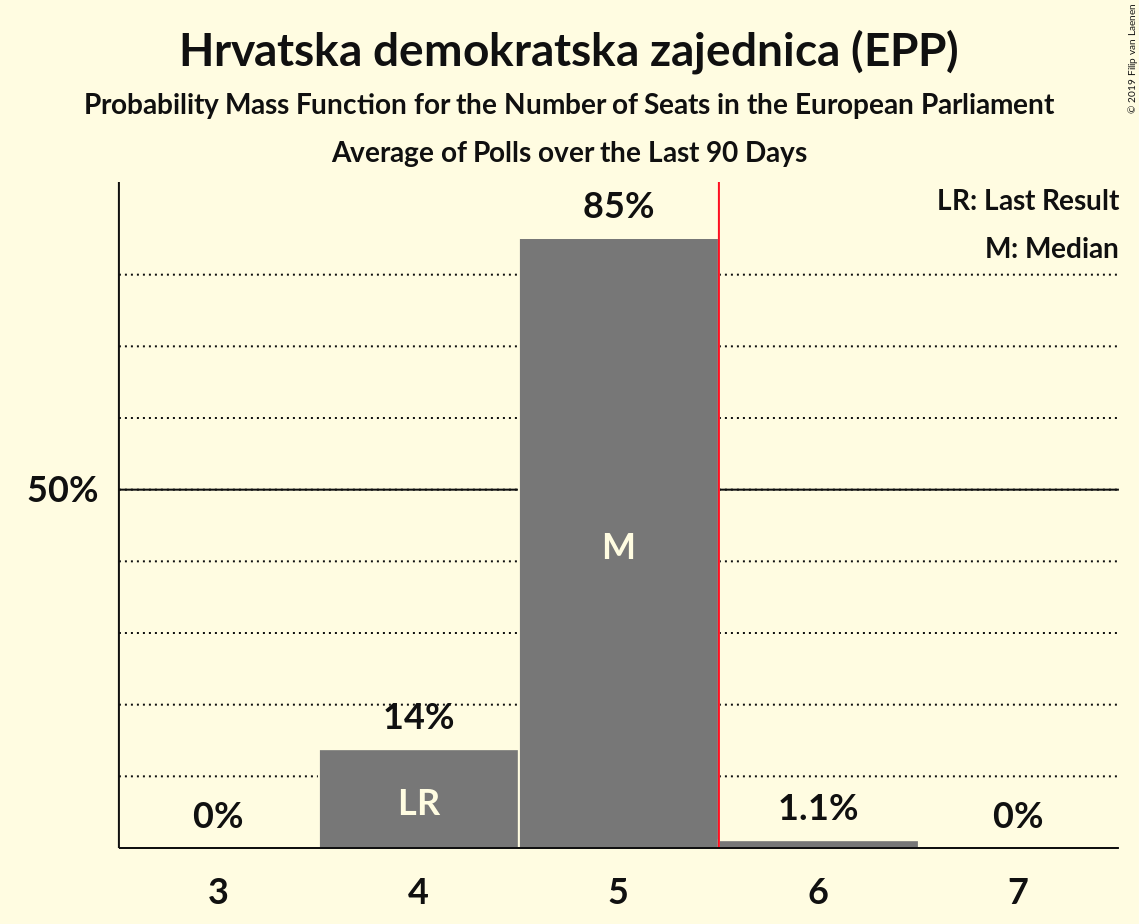 Hrvatska demokratska zajednica (EPP)
Probability Mass Function for the Number of Seats in the European Parliament
Average of Polls over the Last 90 Days
© 2019 Filip van Laenen
LR: Last Result
M: Median
85%
50%
M
14%
LR
0%
1.1%
0%
3 4 5 6 7